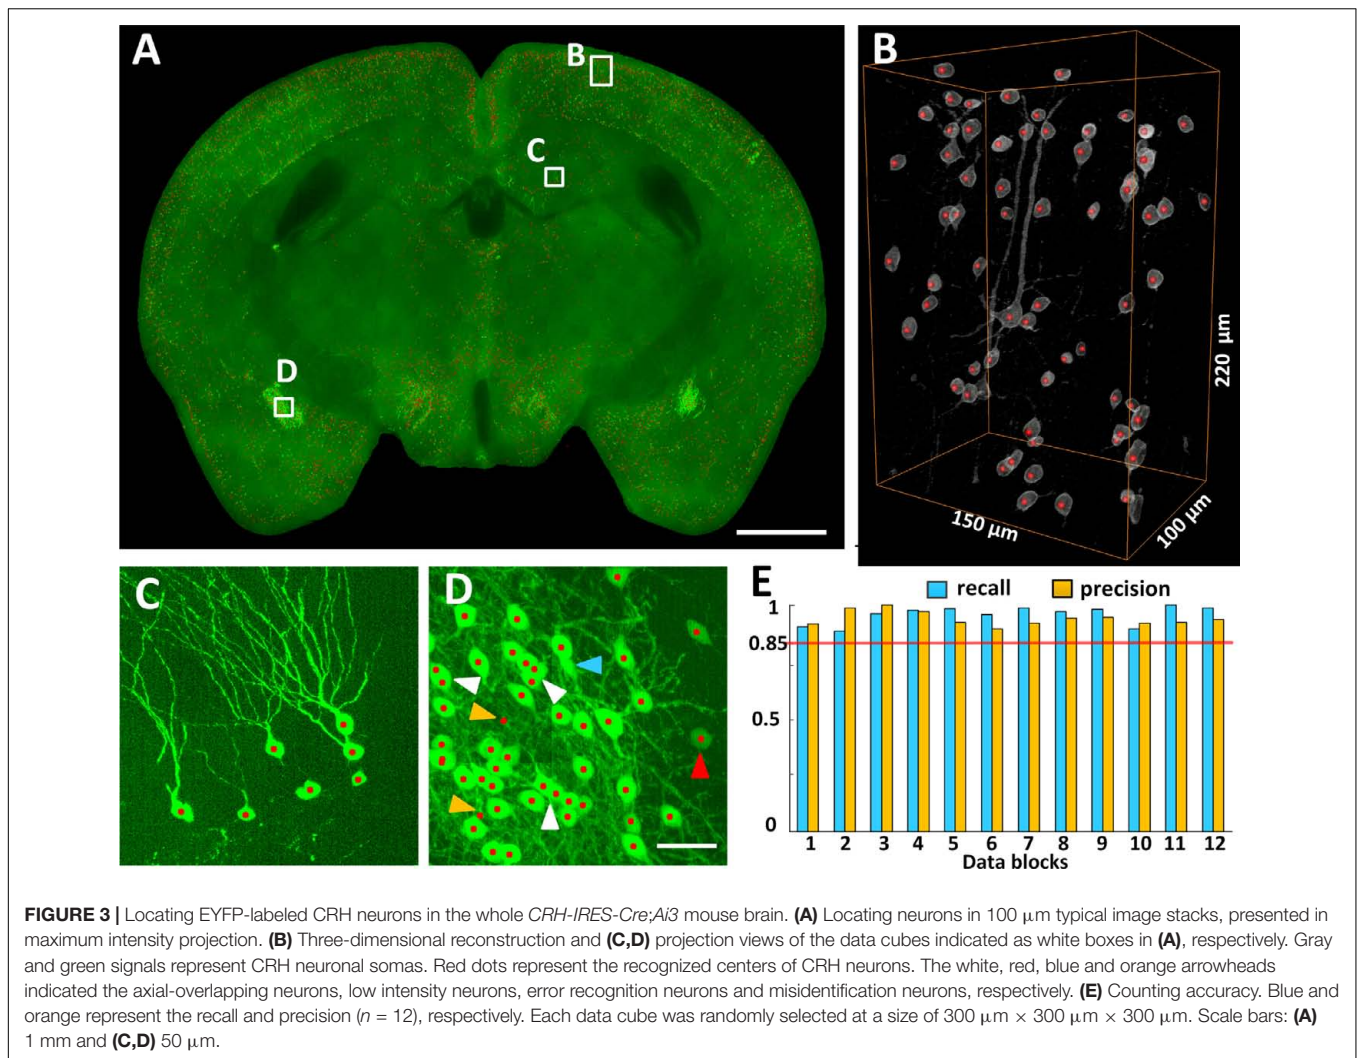 A
B
C
D
B
220 μm
150 μm
100 μm
C
D
E
recall
precision
1
0.85
0.5
0
1 2 3 4 5 6 7 8 9 10 11 12
Data blocks
FIGURE 3 | Locating EYFP-labeled CRH neurons in the whole CRH-IRES-Cre;Ai3 mouse brain. (A) Locating neurons in 100 μm typical image stacks, presented in
maximum intensity projection. (B) Three-dimensional reconstruction and (C,D) projection views of the data cubes indicated as white boxes in (A), respectively. Gray
and green signals represent CRH neuronal somas. Red dots represent the recognized centers of CRH neurons. The white, red, blue and orange arrowheads
indicated the axial-overlapping neurons, low intensity neurons, error recognition neurons and misidentification neurons, respectively. (E) Counting accuracy. Blue and
orange represent the recall and precision (n = 12), respectively. Each data cube was randomly selected at a size of 300 μm × 300 μm × 300 μm. Scale bars: (A)
1 mm and (C,D) 50 μm.